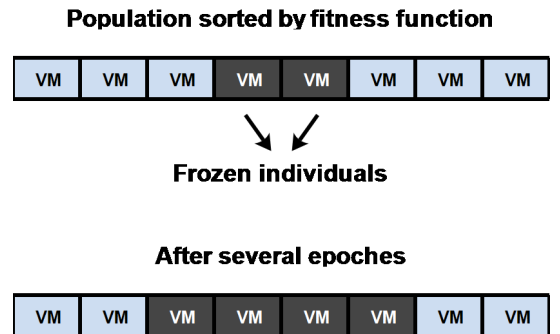 Population sorted by fitness function
VM VM VM VM VM VM VM VM
Frozen individuals
After several epoches
VM VM VM VM VM VM VM VM